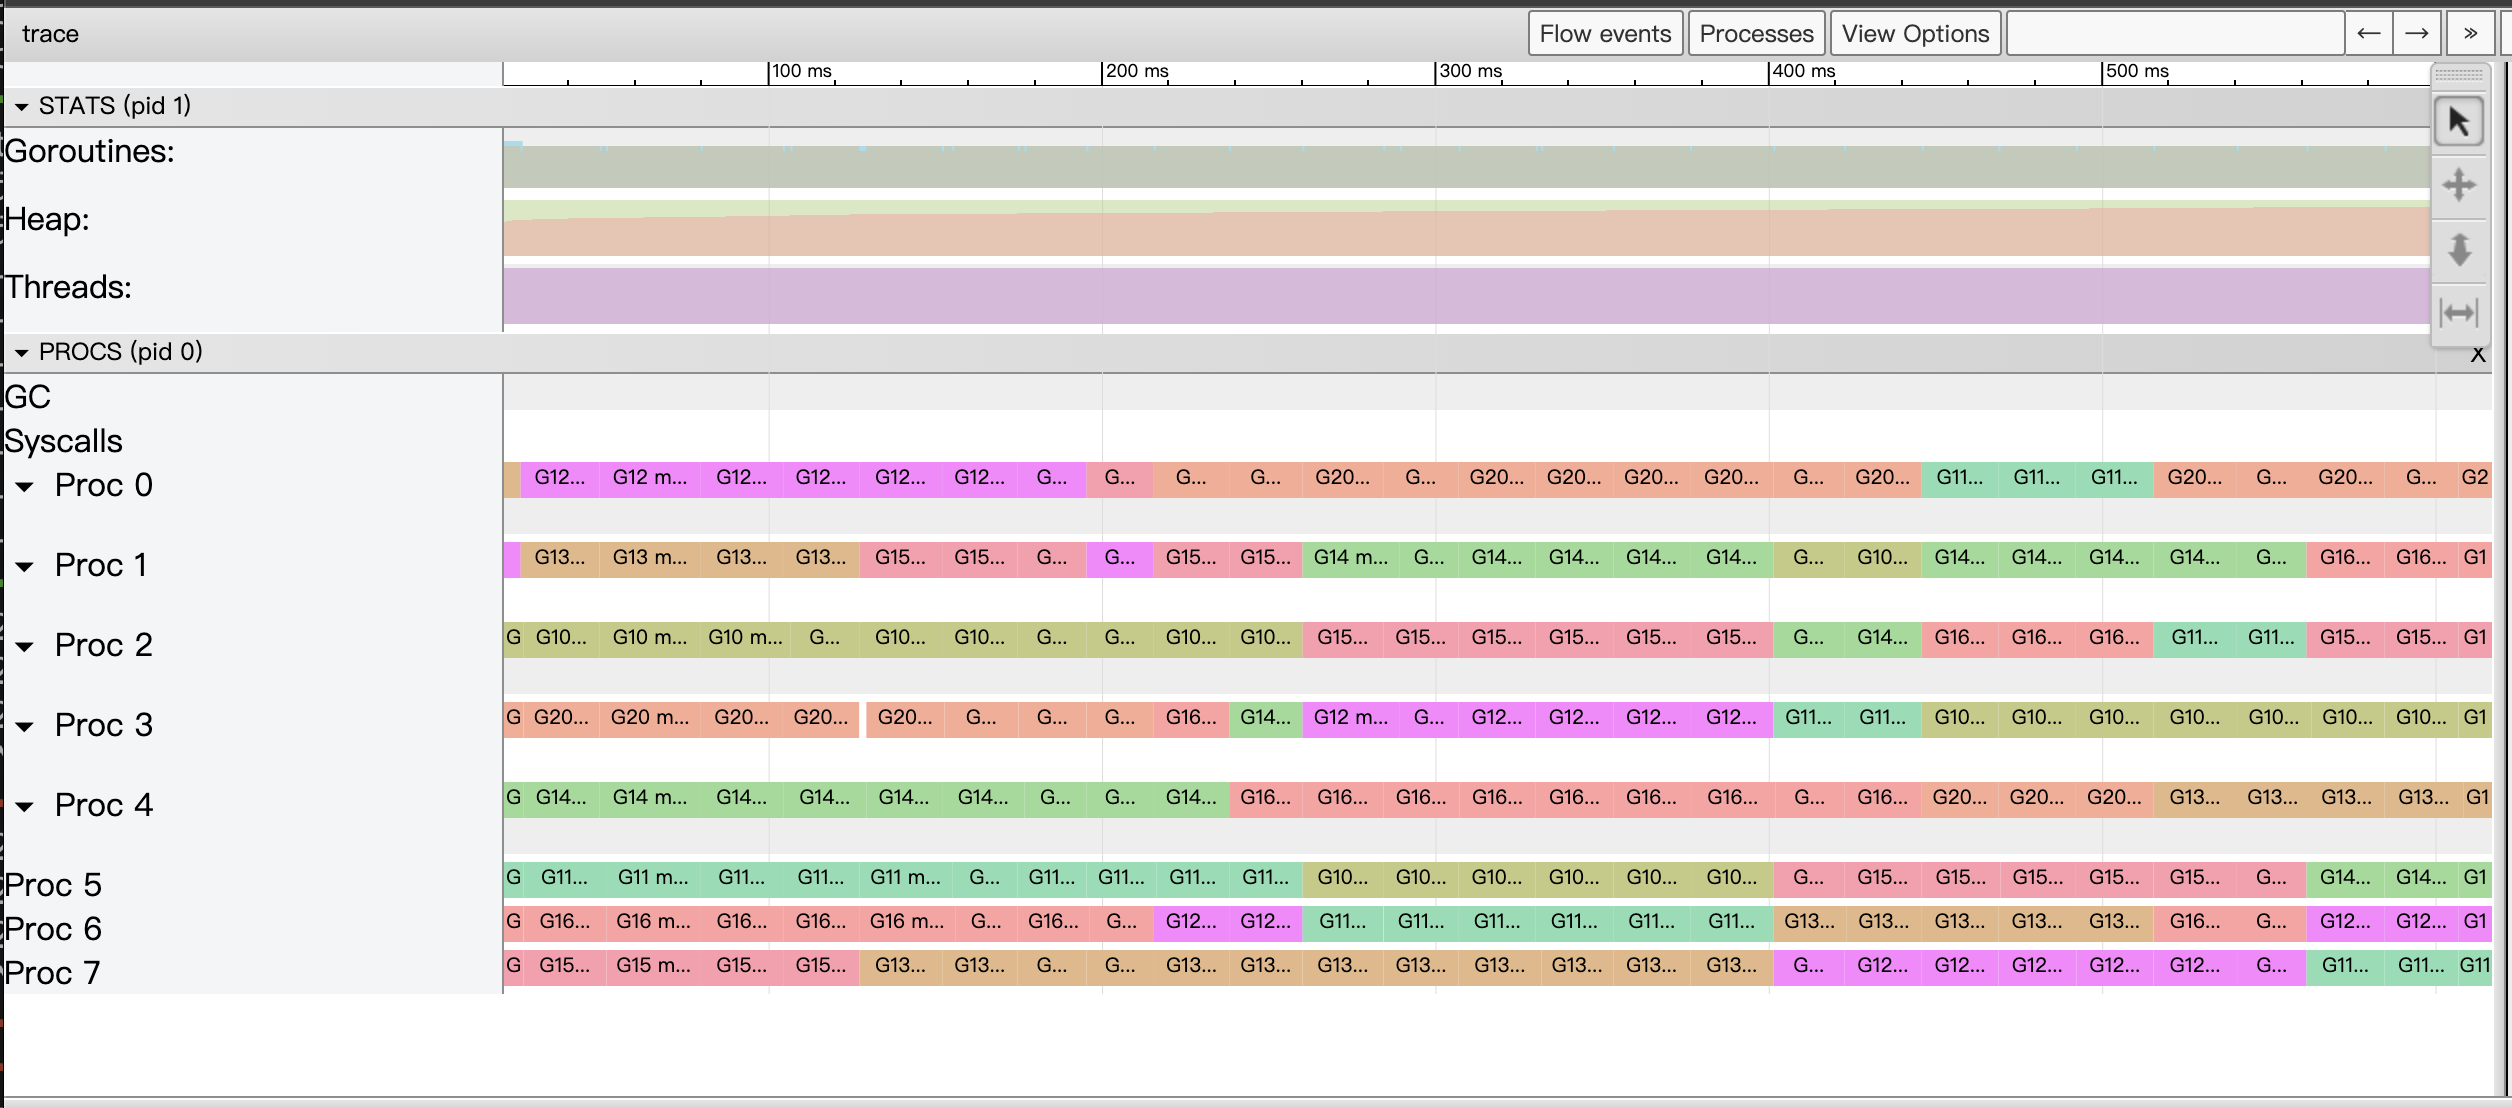 trace Flow events Processes View Options ← → »
100 ms 200 ms 300 ms 400 ms 500 ms
STATS (pid 1)
Goroutines:
Heap:
Threads:
PROCS (pid 0) X
GC
Syscalls
Proc 0 G12... G12 m... G12... G12... G12... G12... G... G... G... G... G20... G... G20... G20... G20... G20... G... G20... G11... G11... G11... G20... G... G20... G... G2
Proc 1 G13... G13 m... G13... G13... G15... G15... G... G... G15... G15... G14 m... G... G14... G14... G14... G14... G... G10... G14... G14... G14... G14... G... G16... G16... G1
Proc 2 G G10... G10 m... G10 m... G... G10... G10... G... G... G10... G10... G15... G15... G15... G15... G15... G15... G... G14... G16... G16... G16... G11... G11... G15... G15... G1
Proc 3 G G20... G20 m... G20... G20... G20... G... G... G... G16... G14... G12 m... G... G12... G12... G12... G12... G11... G11... G10... G10... G10... G10... G10... G10... G10... G1
Proc 4 G G14... G14 m... G14... G14... G14... G14... G... G... G14... G16... G16... G16... G16... G16... G16... G16... G... G16... G20... G20... G20... G13... G13... G13... G13... G1
Proc 5 G G11... G11 m... G11... G11... G11 m... G... G11... G11... G11... G11... G10... G10... G10... G10... G10... G10... G... G15... G15... G15... G15... G15... G... G14... G14... G1
Proc 6 G G16... G16 m... G16... G16... G16 m... G... G16... G... G12... G12... G11... G11... G11... G11... G11... G11... G13... G13... G13... G13... G13... G16... G... G12... G12... G1
Proc 7 G G15... G15 m... G15... G15... G13... G13... G... G... G13... G13... G13... G13... G13... G13... G13... G13... G... G12... G12... G12... G12... G12... G... G11... G11... G11